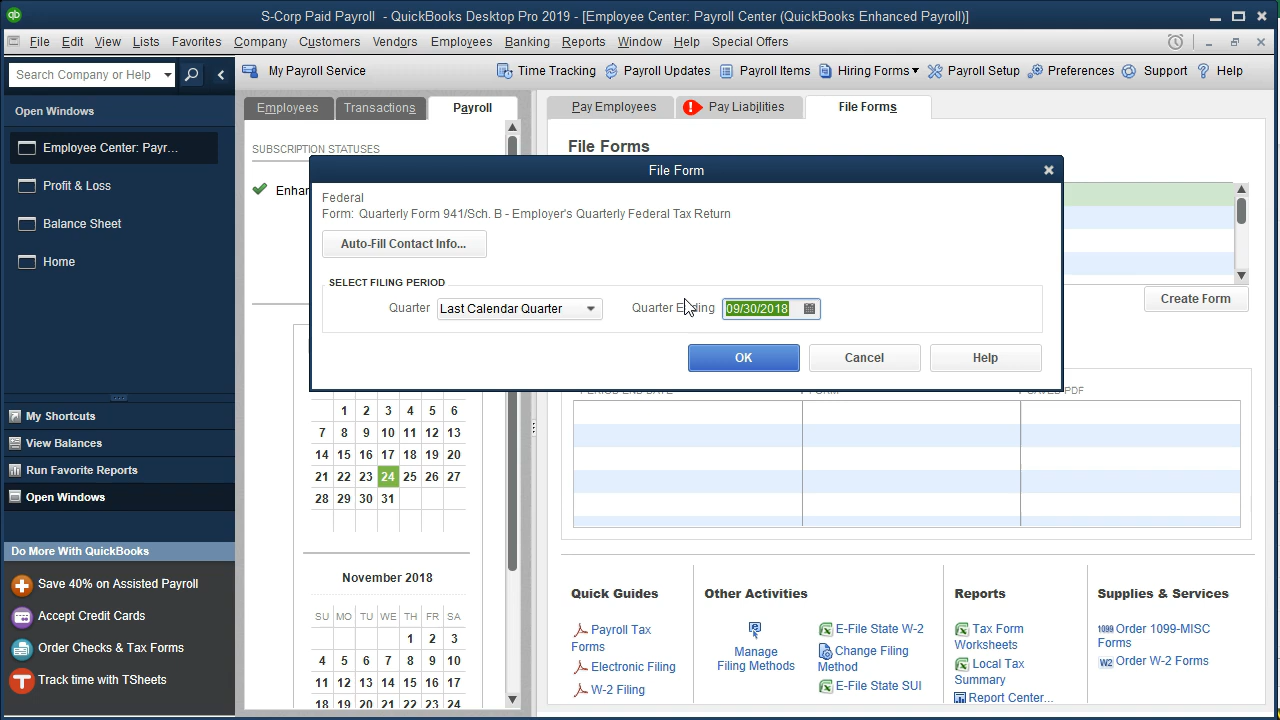 S-Corp Paid Payroll - QuickBooks Desktop Pro 2019 - [Employee Center: Payroll Center (QuickBooks Enhanced Payroll)]
File Edit View Lists Favorites Company Customers Vendors Employees Banking Reports Window Help Special Offers
Search Company or Help
My Payroll Service
Time Tracking Payroll Updates Payroll Items Hiring Forms Payroll Setup Preferences Support Help
Open Windows
Employee Center: Payr...
Profit & Loss
Balance Sheet
Home
My Shortcuts
View Balances
Run Favorite Reports
Open Windows
Do More With QuickBooks
Save 40% on Assisted Payroll
Accept Credit Cards
Order Checks & Tax Forms
Track time with TSheets
Employees Transactions Payroll
SUBSCRIPTION STATUSES
Enhan
Pay Employees Pay Liabilities File Forms
File Forms
File Form
Federal
Form: Quarterly Form 941/Sch. B - Employer's Quarterly Federal Tax Return
Auto-Fill Contact Info...
SELECT FILING PERIOD
Quarter Last Calendar Quarter Quarter Ending 09/30/2018
OK Cancel Help
Create Form
1 2 3 4 5 6
7 8 9 10 11 12 13
14 15 16 17 18 19 20
21 22 23 24 25 26 27
28 29 30 31
November 2018
SU MO TU WE TH FR SA
1 2 3
4 5 6 7 8 9 10
11 12 13 14 15 16 17
18 19 20 21 22 23 24
Quick Guides
Payroll Tax
Forms
Electronic Filing
W-2 Filing
Other Activities
Manage
Filing Methods
E-File State W-2
Change Filing
Method
E-File State SUI
Reports
Tax Form
Worksheets
Local Tax
Summary
Report Center...
Supplies & Services
1099 Order 1099-MISC
Forms
W2 Order W-2 Forms